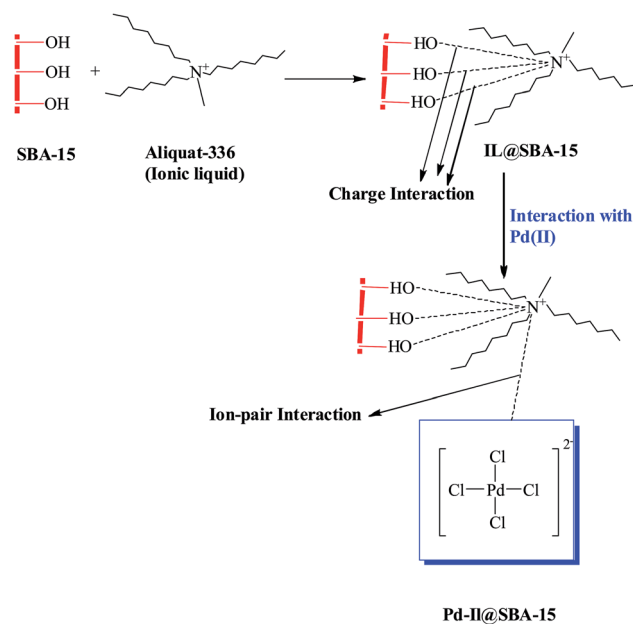 OH
OH
OH
+
N+
SBA-15
Aliquat-336
(Ionic liquid)
HO
HO
HO
N+
IL@SBA-15
Charge Interaction
Interaction with
Pd(II)
HO
HO
HO
N+
Ion-pair Interaction
2-
Cl
Cl Pd Cl
Cl
Pd-Il@SBA-15